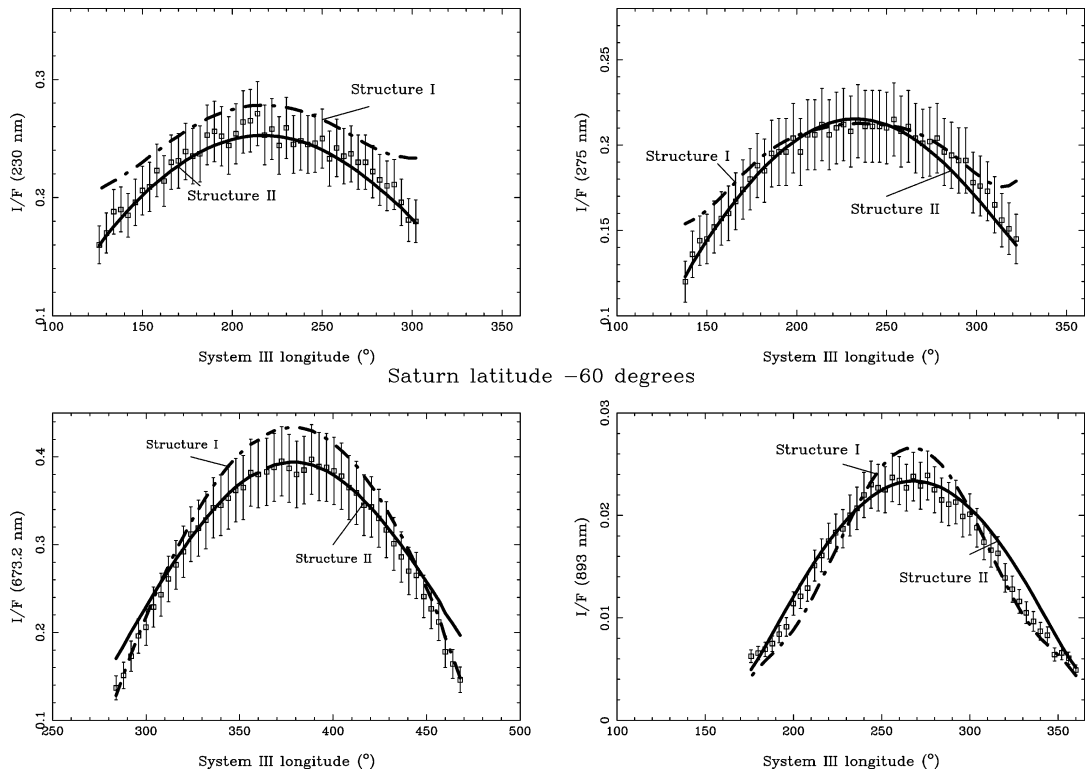 I/F (230 nm)
0.1
0.2
0.3
Structure I
Structure II
100
150
200
250
300
350
System III longitude (°)
I/F (275 nm)
0.1
0.15
0.2
0.25
Structure I
Structure II
100
150
200
250
300
350
System III longitude (°)
Saturn latitude −60 degrees
I/F (673.2 nm)
0.1
0.2
0.3
0.4
Structure I
Structure II
250
300
350
400
450
500
System III longitude (°)
I/F (893 nm)
0
0.01
0.02
0.03
Structure I
Structure II
100
150
200
250
300
350
System III longitude (°)